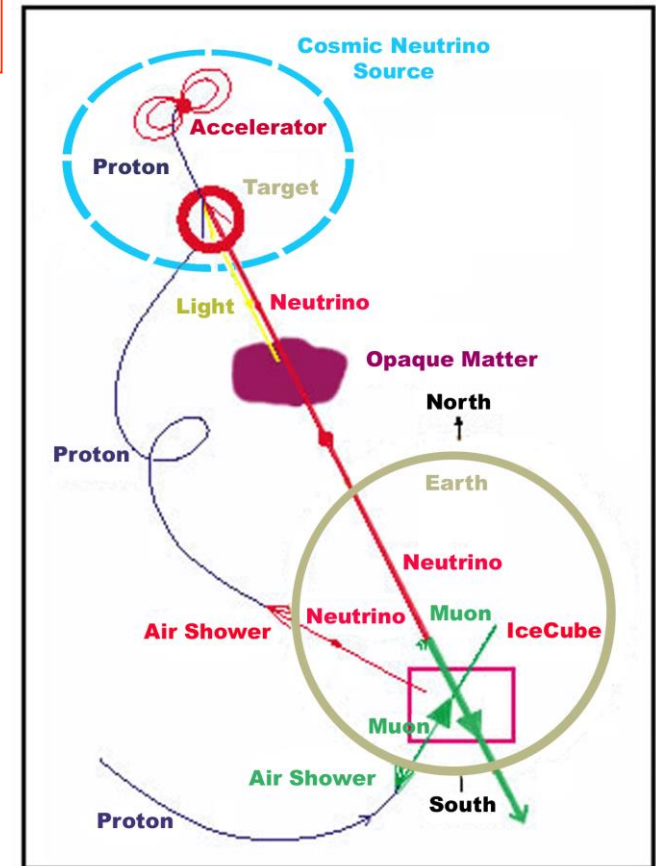 Cosmic Neutrino
Source
Accelerator
Proton
Target
Light
Neutrino
Opaque Matter
North
Proton
Earth
Neutrino
Air Shower
Neutrino
Muon
IceCube
Muon
Air Shower
South
Proton